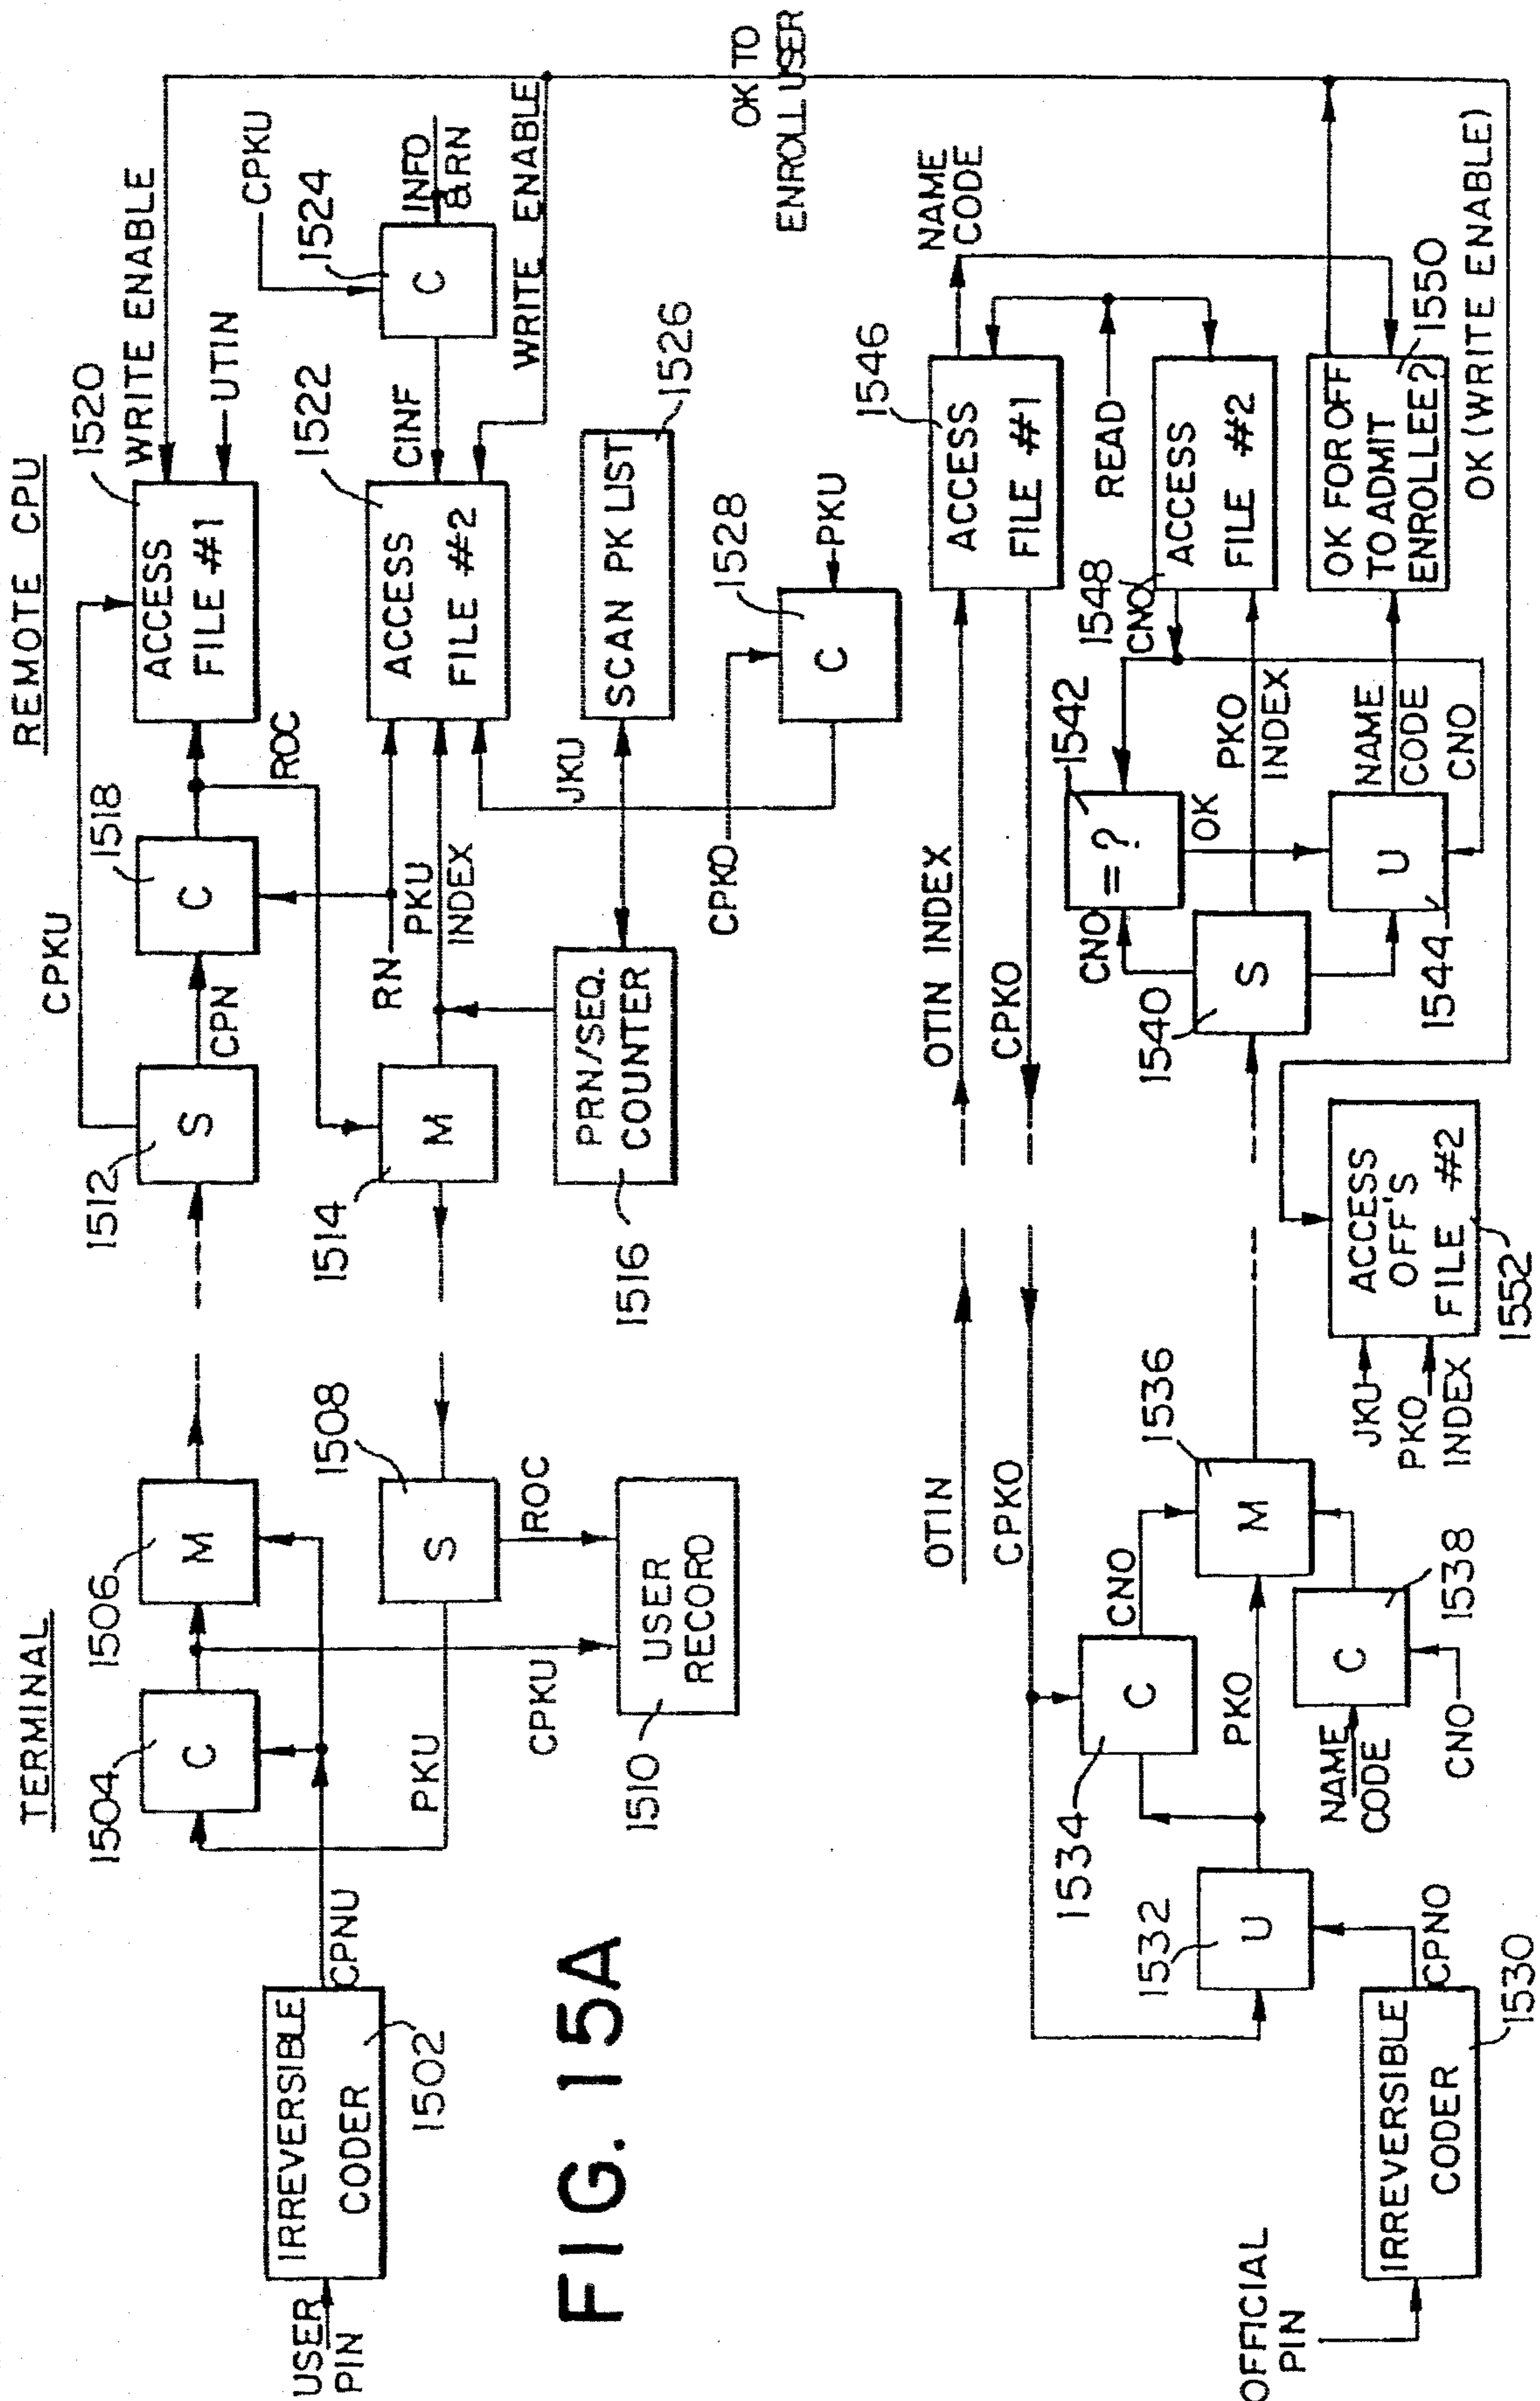 TERMINAL
REMOTE CPU
USER
PIN
IRREVERSIBLE
CODER
1502
CPNU
1504
C
1506
M
PKU
CPKU
1508
S
ROC
1510
USER
RECORD
1512
S
CPKU
CPN
1518
C
ROC
1514
M
RN
PKU
INDEX
1516
PRN/SEQ.
COUNTER
1520
ACCESS
FILE #1
WRITE ENABLE
UTIN
1522
ACCESS
FILE #2
CINF
1524
C
CPKU
INFO
&RN
WRITE ENABLE
JKU
SCAN PK LIST
1526
CPKO
1528
C
PKU
OK TO
ENROLL USER
FIG. 15A
OFFICIAL
PIN
IRREVERSIBLE
CODER
1530
CPNO
1532
U
1534
C
CPKO
OTIN
CNO
PKO
NAME
CODE
CNO
1538
C
1536
M
OTIN INDEX
CPKO
JKU
PKO
INDEX
ACCESS
OFF'S
FILE #2
1552
1540
S
CNO
1542
= ?
OK
1544
U
PKO
INDEX
NAME
CODE
CNO
1546
ACCESS
FILE #1
NAME
CODE
READ
1548
CNO
ACCESS
FILE #2
OK FOR OFF
TO ADMIT
ENROLLEE?
1550
OK (WRITE ENABLE)